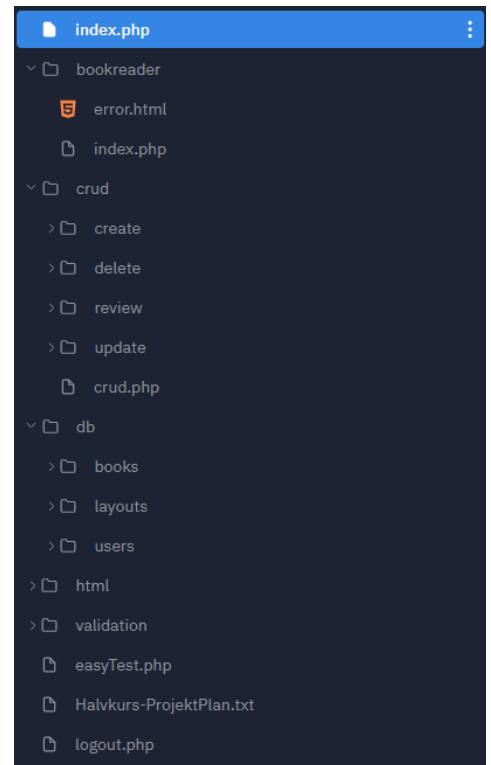 index.php
bookreader
error.html
index.php
crud
create
delete
review
update
crud.php
db
books
layouts
users
html
validation
easyTest.php
Halvkurs-ProjektPlan.txt
logout.php